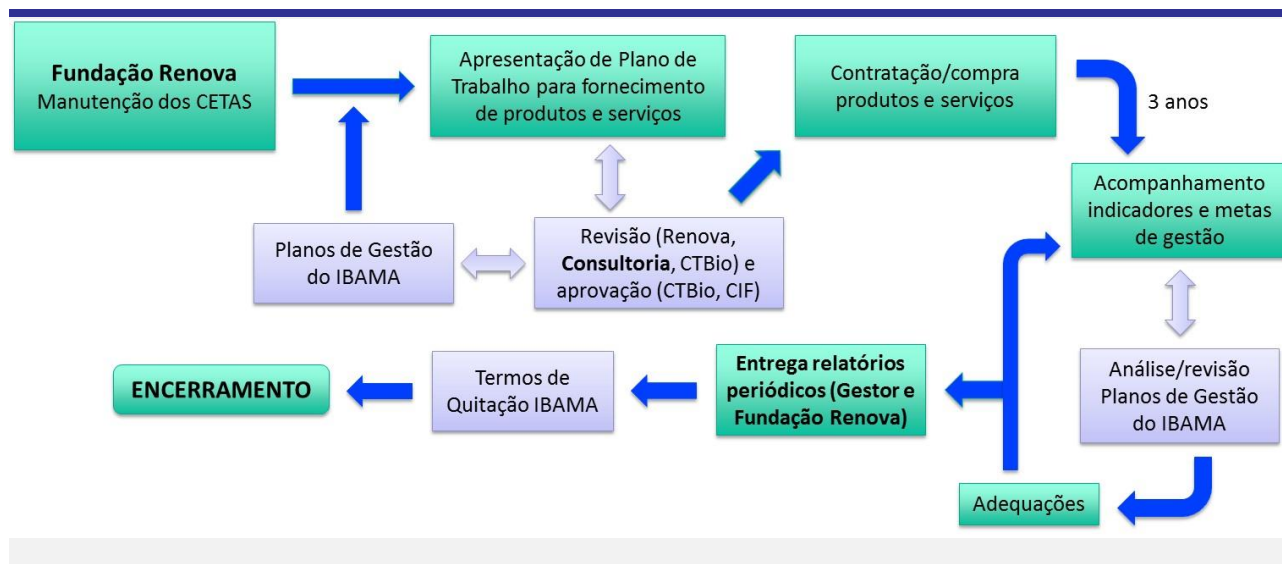 Fundação Renova
Manutenção dos CETAS
Apresentação de Plano de
Trabalho para fornecimento
de produtos e serviços
Contratação/compra
produtos e serviços
3 anos
Acompanhamento
indicadores e metas
de gestão
Planos de Gestão
do IBAMA
Revisão (Renova,
Consultoria, CTBio) e
aprovação (CTBio, CIF)
Análise/revisão
Planos de Gestão
do IBAMA
Adequações
Entrega relatórios
periódicos (Gestor e
Fundação Renova)
Termos de
Quitação IBAMA
ENCERRAMENTO